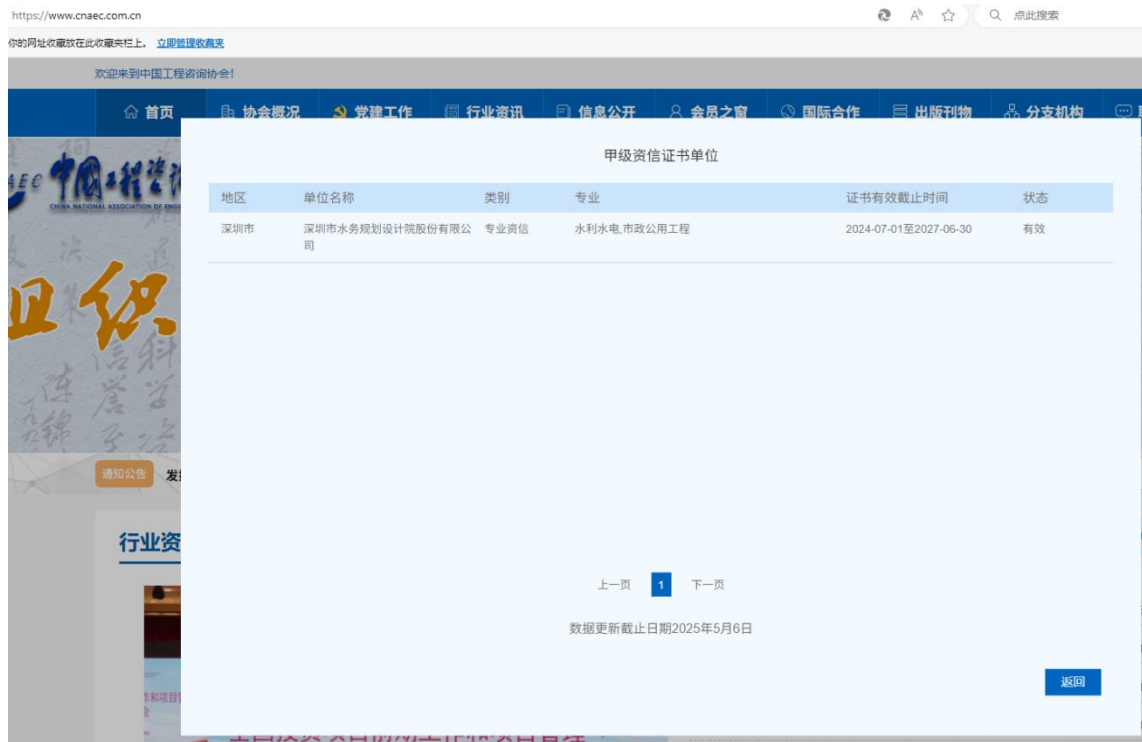 https://www.cnaec.com.cn
点此搜索
你的网址收藏放在此收藏夹栏上。 立即管理收藏夹
欢迎来到中国工程咨询协会!
首页 协会概况 党建工作 行业资讯 信息公开 会员之窗 国际合作 出版刊物 分支机构
甲级资信证书单位
地区 单位名称 类别 专业 证书有效截止时间 状态
深圳市 深圳市水务规划设计院股份有限公 专业资信 水利水电,市政公用工程 2024-07-01至2027-06-30 有效
司
通知公告
行业资
上一页 1 下一页
数据更新截止日期2025年5月6日
返回